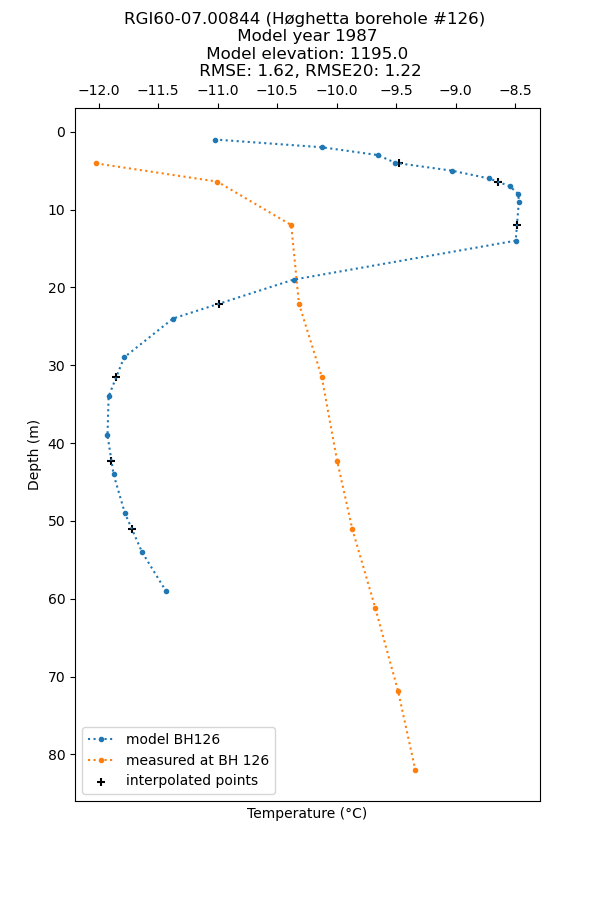 RGI60-07.00844 (Høghetta borehole #126)
Model year 1987
Model elevation: 1195.0
RMSE: 1.62, RMSE20: 1.22
−12.0 −11.5 −11.0 −10.5 −10.0 −9.5 −9.0 −8.5
0
10
20
30
40
50
60
70
80
Depth (m)
model BH126
measured at BH 126
interpolated points
Temperature (°C)